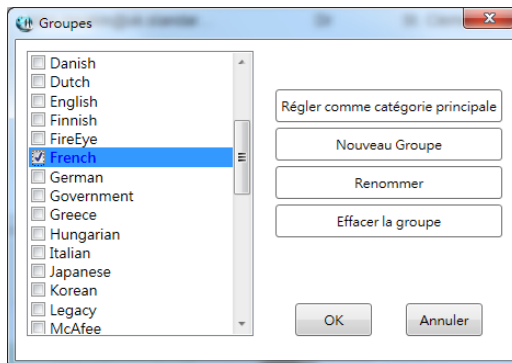 Groupes
Danish
Dutch
English
Finnish
FireEye
French
German
Government
Greece
Hungarian
Italian
Japanese
Korean
Legacy
McAfee
Régler comme catégorie principale
Nouveau Groupe
Renommer
Effacer la groupe
OK
Annuler